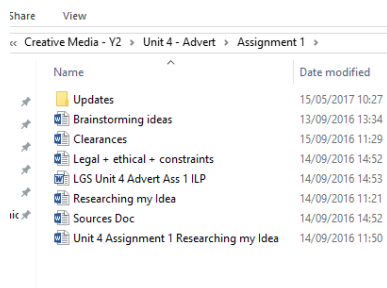 Share View
« Creative Media - Y2 > Unit 4 - Advert > Assignment 1 >
Name Date modified
Updates 15/05/2017 10:27
Brainstorming ideas 13/09/2016 13:34
Clearances 15/09/2016 11:29
Legal + ethical + constraints 14/09/2016 14:52
LGS Unit 4 Advert Ass 1 ILP 14/09/2016 14:53
Researching my Idea 14/09/2016 11:21
Sources Doc 14/09/2016 14:52
Unit 4 Assignment 1 Researching my Idea 14/09/2016 11:50